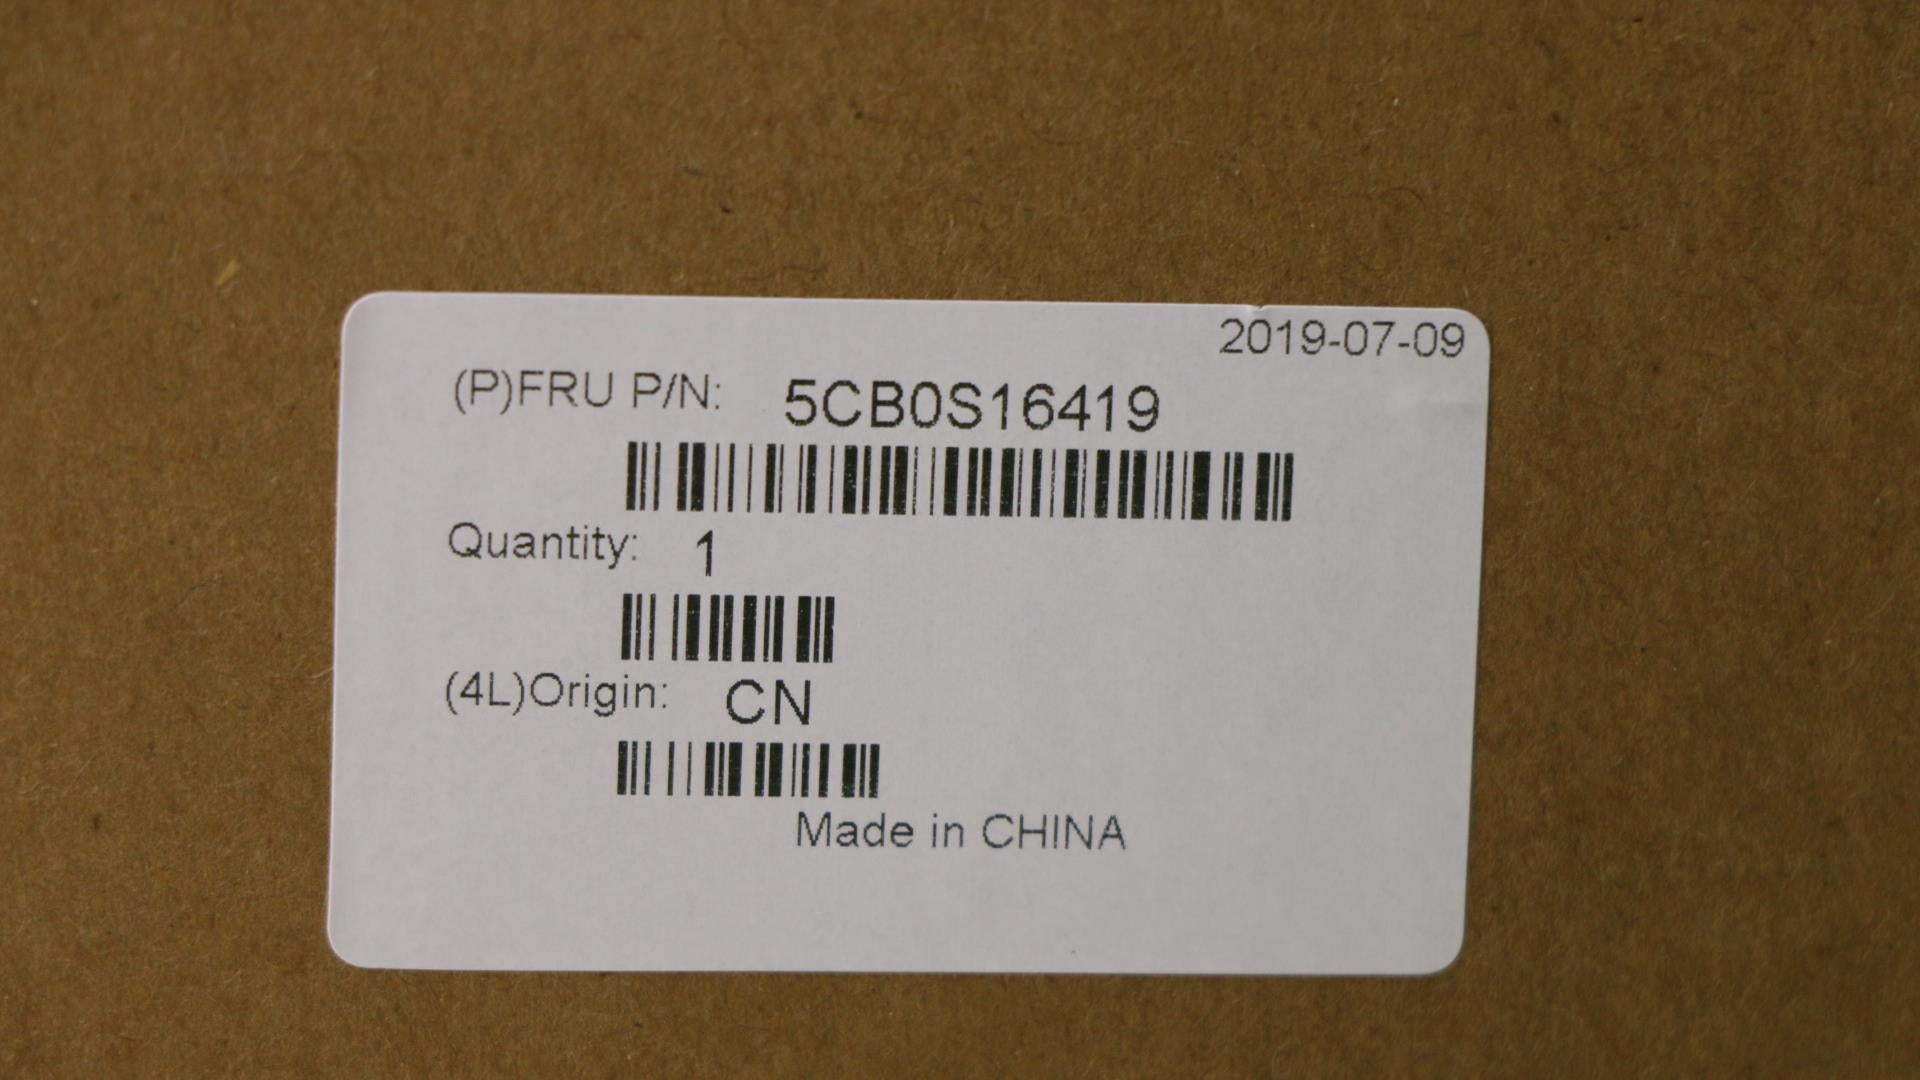 2019-07-09
(P)FRU P/N: 5CB0S16419
Quantity: 1
(4L)Origin: CN
Made in CHINA